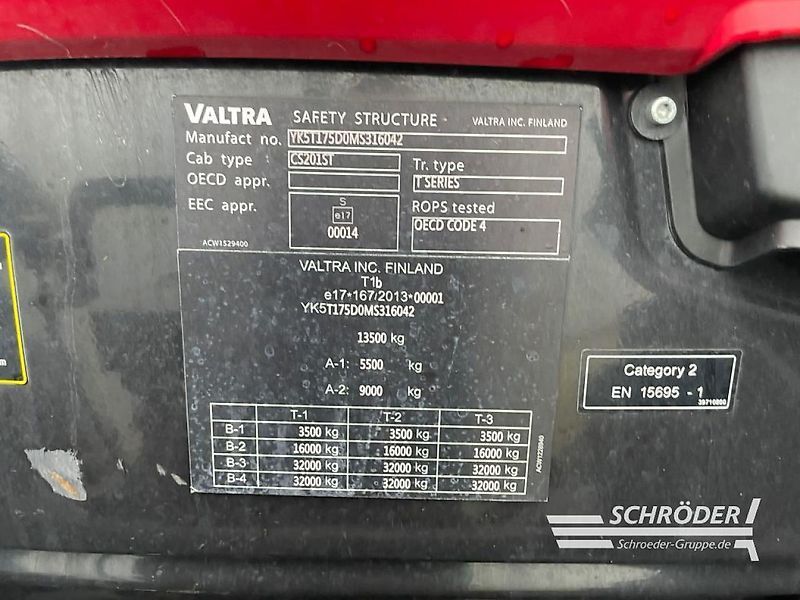 VALTRA SAFETY STRUCTURE VALTRA INC. FINLAND
Manufact no. YK5T175D0MS316042
Cab type CS201ST Tr. type
OECD appr. T SERIES
EEC appr. S ROPS tested
e17 OECD CODE 4
00014
ACW1529400
VALTRA INC. FINLAND
T1b
e17*167/2013*00001
YK5T175D0MS316042
13500 kg
A-1: 5500 kg
A-2: 9000 kg
T-1 T-2 T-3
B-1 3500 kg 3500 kg 3500 kg
B-2 16000 kg 16000 kg 16000 kg
B-3 32000 kg 32000 kg 32000 kg
B-4 32000 kg 32000 kg 32000 kg
Category 2
EN 15695 - 1
SCHRÖDER
Schroeder-Gruppe.de